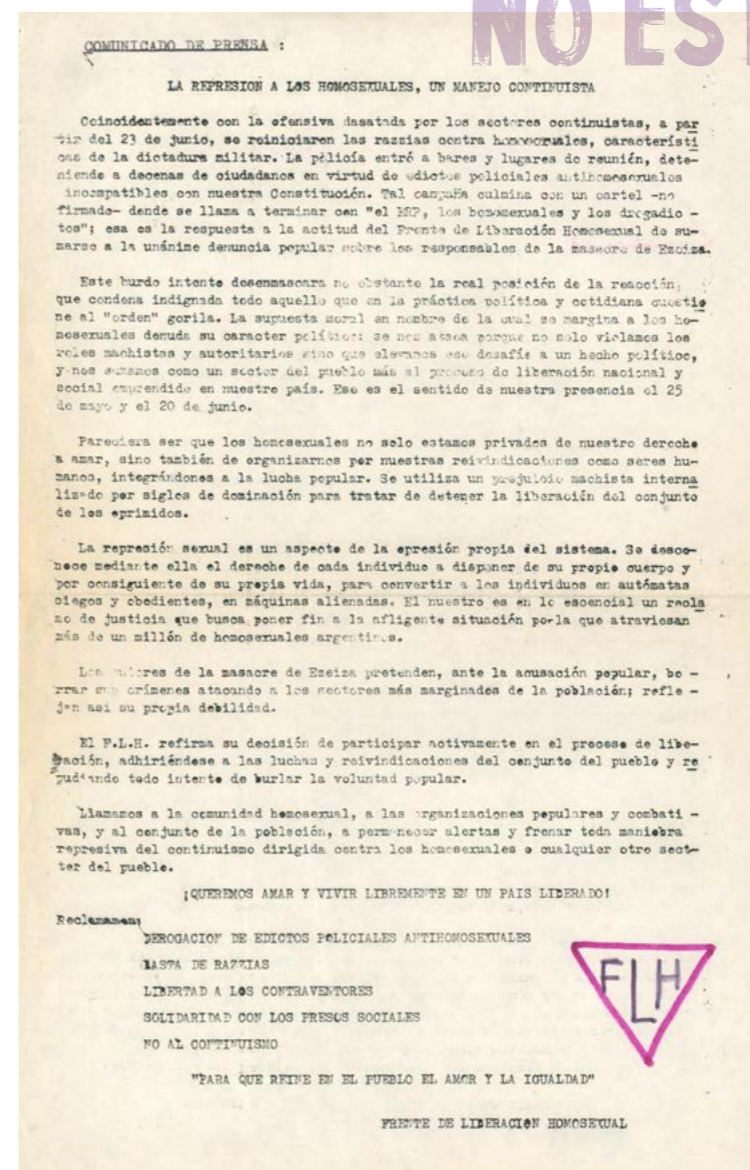 NO ES
COMUNICADO DE PRENSA :
LA REPRESION A LOS HOMOSEXUALES, UN MANEJO CONTINUISTA
Coincidentemente con la ofensiva dasatada por los sectores continuistas, a par
tir del 23 de junio, se reiniciaron las razzias contra homosexuales, característi
cas de la dictadura militar. La policía entró a bares y lugares de reunión, dete-
niendo a decenas de ciudadanos en virtud de edictos policiales antihomosexuales
incompatibles con nuestra Constitución. Tal campaña culmina con un cartel -no
firmado- donde se llama a terminar con "el ERP, los homosexuales y los drogadic -
tos"; esa es la respuesta a la actitud del Frente de Liberación Homosexual de su-
marse a la unánime denuncia popular sobre los responsables de la masacre de Ezeiza.
Este burdo intento desenmascara no obstante la real posición de la reacción,
que condena indignada todo aquello que en la práctica política y cotidiana cuestio
ne al "orden" gorila. La supuesta moral en nombre de la cual se margina a los ho-
mosexuales denuda su caracter político: se nos ataca porque no solo violamos los
roles machistas y autoritarios sino que elevamos ese desafío a un hecho político,
y nos sumamos como un sector del pueblo más al proceso de liberación nacional y
social emprendido en nuestro país. Ese es el sentido de nuestra presencia el 25
de mayo y el 20 de junio.
Pareciera ser que los homosexuales no solo estamos privados de nuestro derecho
a amar, sino también de organizarnos por nuestras reivindicaciones como seres hu-
manos, integrándonos a la lucha popular. Se utiliza un prejuicio machista interna
lizado por siglos de dominación para tratar de detener la liberación del conjunto
de los oprimidos.
La represión sexual es un aspecto de la opresión propia del sistema. Se desco-
noce mediante ella el derecho de cada individuo a disponer de su propio cuerpo y
por consiguiente de su propia vida, para convertir a los individuos en autómatas
ciegos y obedientes, en máquinas alienadas. El nuestro es en lo esencial un recla
mo de justicia que busca poner fin a la afligente situación porla que atraviesan
más de un millón de homosexuales argentinos.
Los autores de la masacre de Ezeiza pretenden, ante la acusación popular, bo -
rrar sus crímenes atacando a los sectores más marginados de la población; refle -
jan asi su propia debilidad.
El F.L.H. refirma su decisión de participar activamente en el proceso de libe-
ración, adhiriéndose a las luchas y reivindicaciones del conjunto del pueblo y re
pudiando todo intento de burlar la voluntad popular.
Llamamos a la comunidad homosexual, a las organizaciones populares y combati -
vas, y al conjunto de la población, a permanecer alertas y frenar toda maniobra
represiva del continuismo dirigida contra los homosexuales o cualquier otro sect-
tor del pueblo.
¡QUEREMOS AMAR Y VIVIR LIBREMENTE EN UN PAIS LIBERADO!
Reclamamos:
DEROGACION DE EDICTOS POLICIALES ANTIHOMOSEXUALES
BASTA DE RAZZIAS
LIBERTAD A LOS CONTRAVENTORES
SOLIDARIDAD CON LOS PRESOS SOCIALES
NO AL CONTINUISMO
FLH
"PARA QUE REINE EN EL PUEBLO EL AMOR Y LA IGUALDAD"
FRENTE DE LIBERACION HOMOSEXUAL